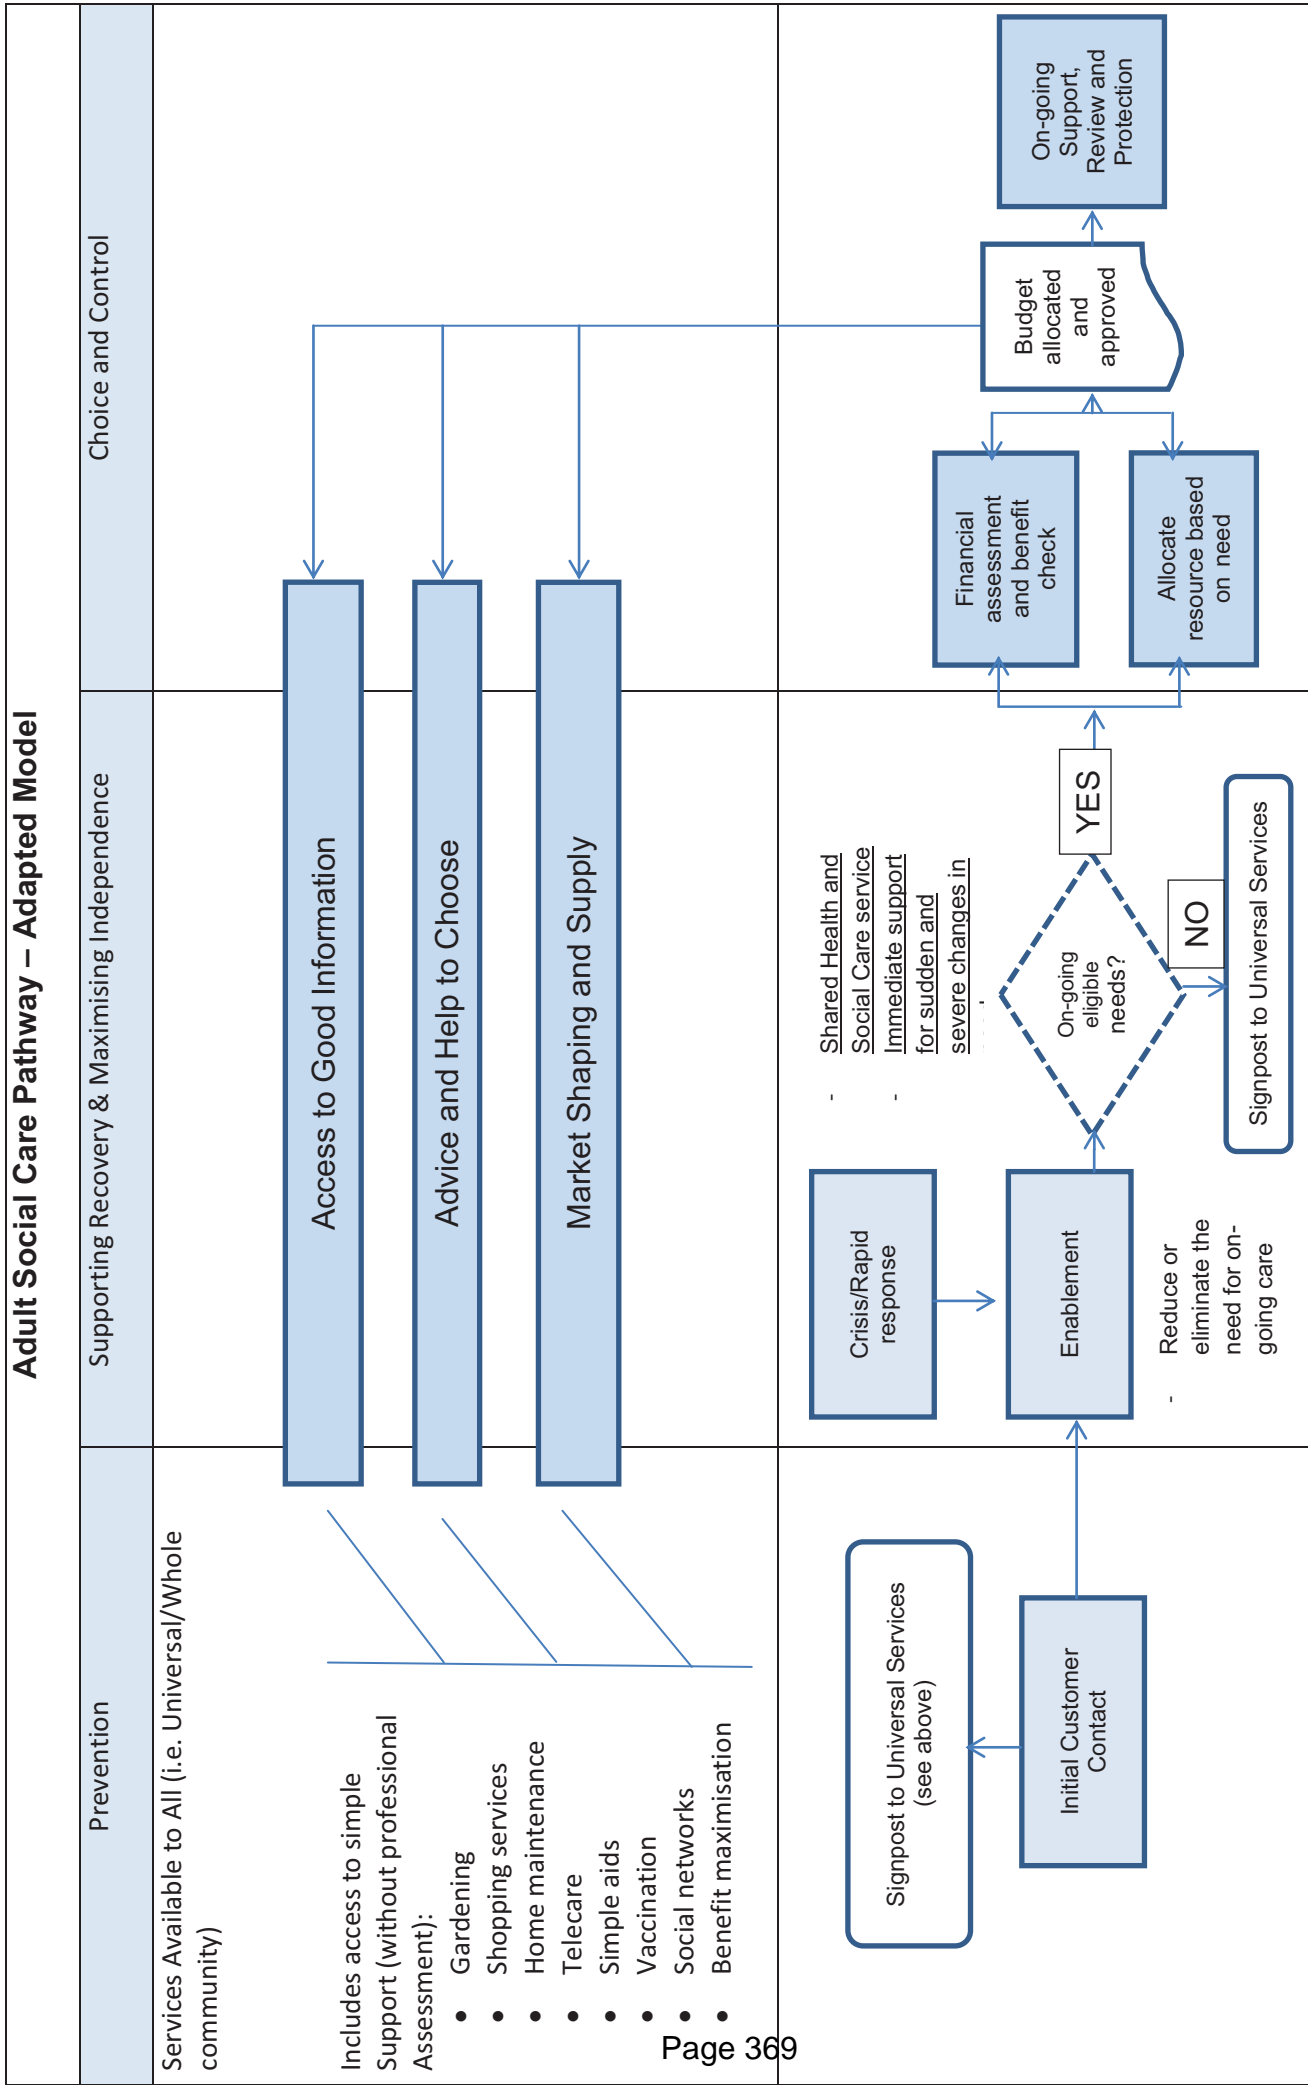 Adult Social Care Pathway – Adapted Model
Prevention
Supporting Recovery & Maximising Independence
Choice and Control
Services Available to All (i.e. Universal/Whole
community)
Includes access to simple
Support (without professional
Assessment):
• Gardening
• Shopping services
• Home maintenance
• Telecare
• Simple aids
• Vaccination
• Social networks
• Benefit maximisation
Access to Good Information
Advice and Help to Choose
Market Shaping and Supply
Signpost to Universal Services
(see above)
Initial Customer
Contact
Crisis/Rapid
response
- Shared Health and
Social Care service
- Immediate support
for sudden and
severe changes in
Enablement
- Reduce or
eliminate the
need for on-
going care
On-going
eligible
needs?
YES
NO
Signpost to Universal Services
Financial
assessment
and benefit
check
Allocate
resource based
on need
Budget
allocated
and
approved
On-going
Support,
Review and
Protection
Page 369